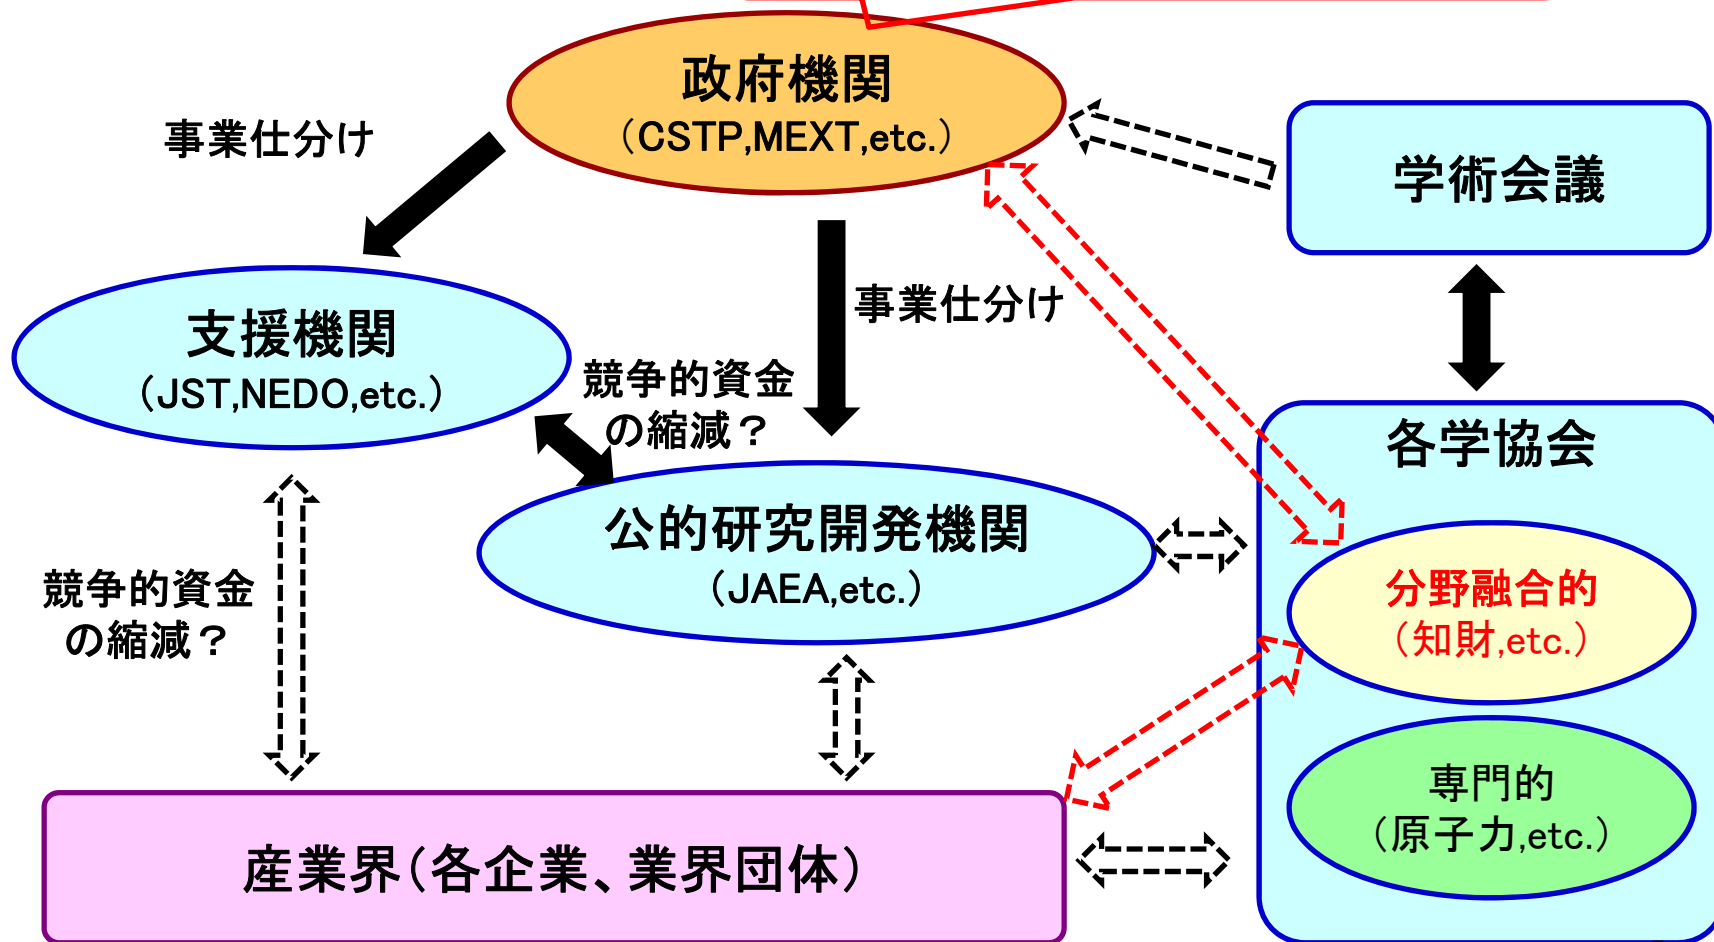 政府機関
（CSTP,MEXT,etc.）
事業仕分け
学術会議
事業仕分け
支援機関
（JST,NEDO,etc.）
競争的資金
の縮減？
各学協会
公的研究開発機関
（JAEA,etc.）
競争的資金
の縮減？
分野融合的
（知財,etc.）
専門的
（原子力,etc.）
産業界（各企業、業界団体）